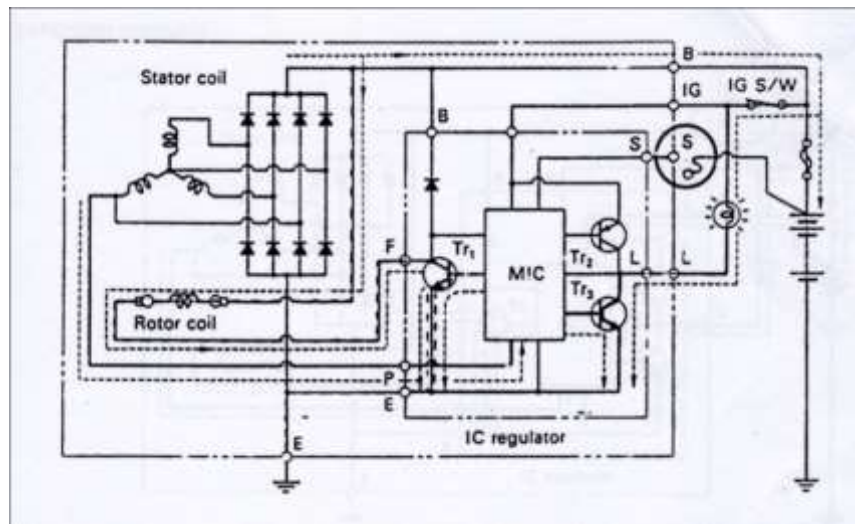 B
Stator coil
IG
IG S/W
B
S
S
F
Tr₁
M!C
Tr₂
L
L
Tr₃
Rotor coil
P
E
IC regulator
E